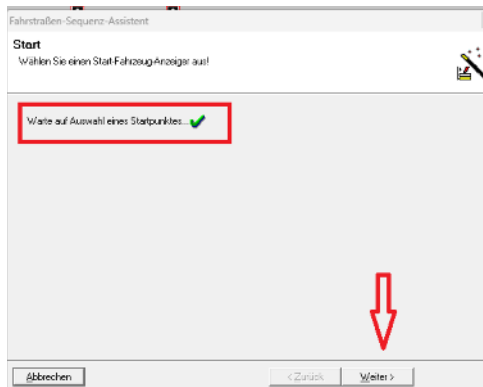 Fahrstraßen-Sequenz-Assistent
Start
Wählen Sie einen Start-Fahrzeug-Anzeiger aus!
Warte auf Auswahl eines Startpunktes...
Abbrechen
< Zurück
Weiter >